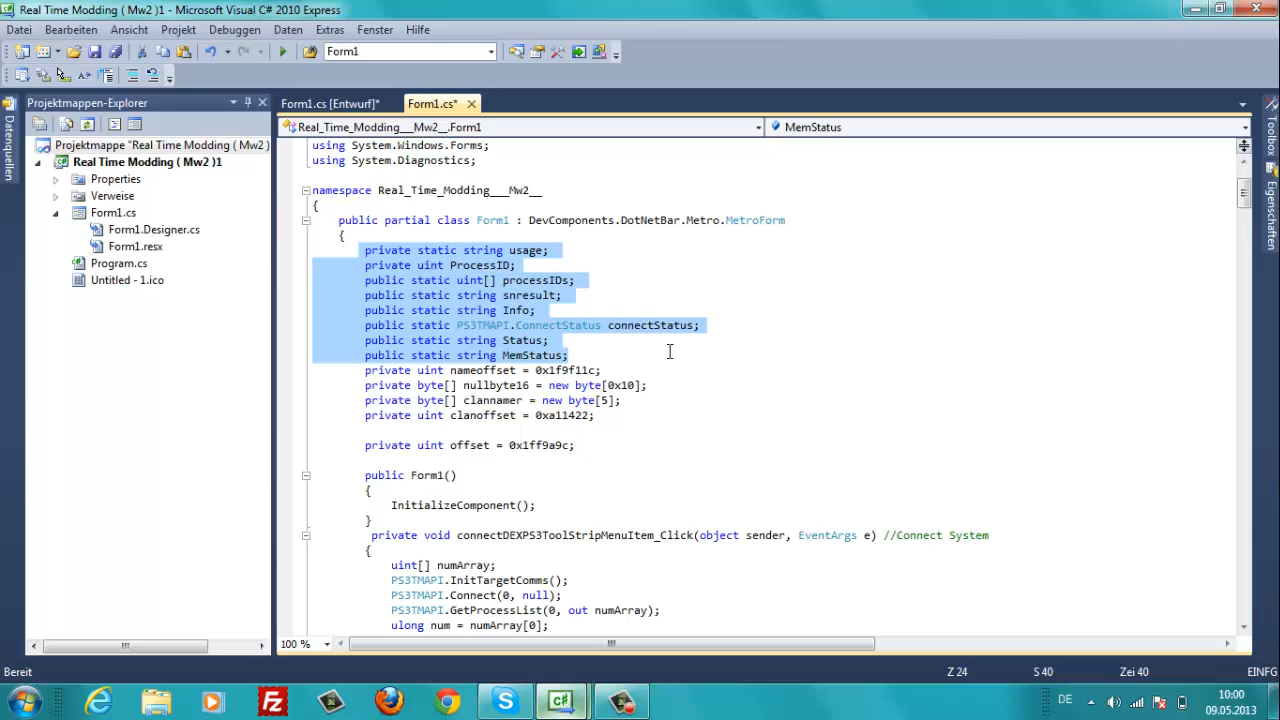 Real Time Modding ( Mw2 )1 - Microsoft Visual C# 2010 Express
Datei Bearbeiten Ansicht Projekt Debuggen Daten Extras Fenster Hilfe
Form1
Projektmappen-Explorer
Form1.cs [Entwurf]* Form1.cs*
Real_Time_Modding___Mw2__.Form1 MemStatus
Datenquellen
Toolbox
Eigenschaften
Projektmappe "Real Time Modding ( Mw2 )
Real Time Modding ( Mw2 )1
Properties
Verweise
Form1.cs
Form1.Designer.cs
Form1.resx
Program.cs
Untitled - 1.ico
using System.Windows.Forms;
using System.Diagnostics;
namespace Real_Time_Modding___Mw2__
{
public partial class Form1 : DevComponents.DotNetBar.Metro.MetroForm
{
private static string usage;
private uint ProcessID;
public static uint[] processIDs;
public static string snresult;
public static string Info;
public static PS3TMAPI.ConnectStatus connectStatus;
public static string Status;
public static string MemStatus;
private uint nameoffset = 0x1f9f11c;
private byte[] nullbyte16 = new byte[0x10];
private byte[] clannamer = new byte[5];
private uint clanoffset = 0xa11422;
private uint offset = 0x1ff9a9c;
public Form1()
{
InitializeComponent();
}
private void connectDEXPS3ToolStripMenuItem_Click(object sender, EventArgs e) //Connect System
{
uint[] numArray;
PS3TMAPI.InitTargetComms();
PS3TMAPI.Connect(0, null);
PS3TMAPI.GetProcessList(0, out numArray);
ulong num = numArray[0];
100 %
Bereit Z 24 S 40 Zei 40 EINFG
DE 10:00
09.05.2013